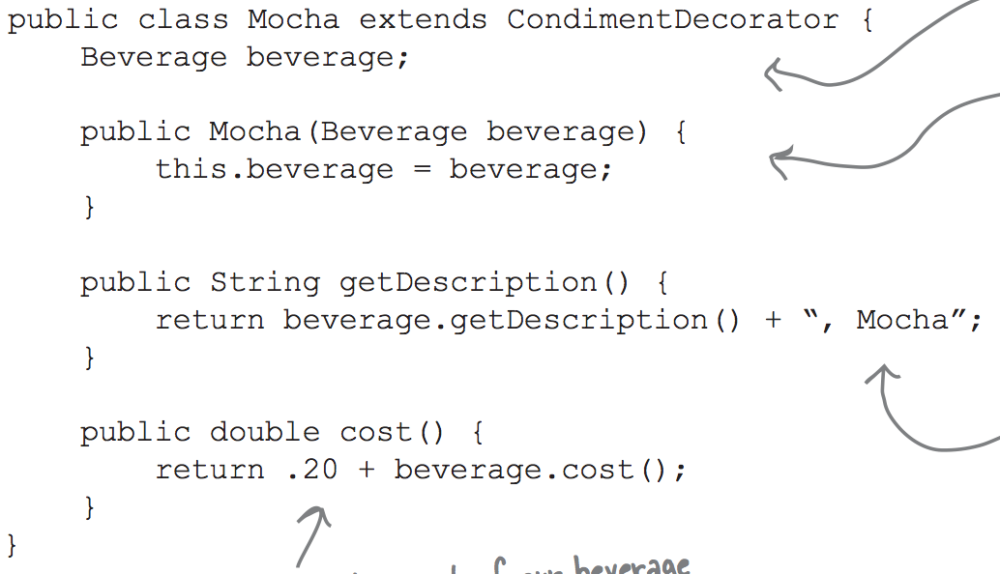 public class Mocha extends CondimentDecorator {
Beverage beverage;
public Mocha(Beverage beverage) {
this.beverage = beverage;
}
public String getDescription() {
return beverage.getDescription() + “, Mocha”;
}
public double cost() {
return .20 + beverage.cost();
}
}
beverage